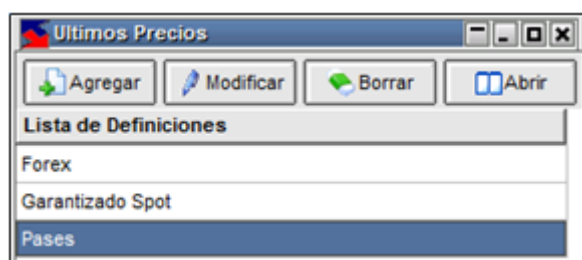 Ultimos Precios
Agregar Modificar Borrar Abrir
Lista de Definiciones
Forex
Garantizado Spot
Pases